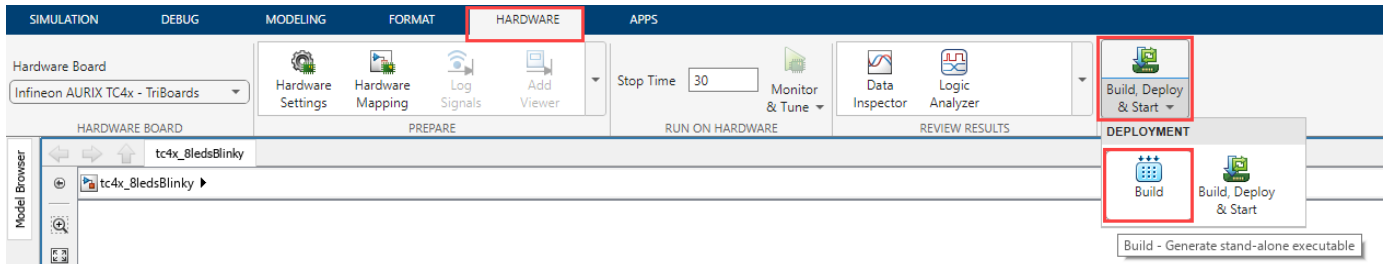 SIMULATION DEBUG MODELING FORMAT HARDWARE APPS
Hardware Board
Infineon AURIX TC4x - TriBoards
HARDWARE BOARD
Hardware
Settings
Hardware
Mapping
Log
Signals
Add
Viewer
PREPARE
Stop Time 30
Monitor
& Tune
RUN ON HARDWARE
Data
Inspector
Logic
Analyzer
REVIEW RESULTS
Build, Deploy
& Start
DEPLOYMENT
Build
Build, Deploy
& Start
Build - Generate stand-alone executable
Model Browser
tc4x_8ledsBlinky
tc4x_8ledsBlinky